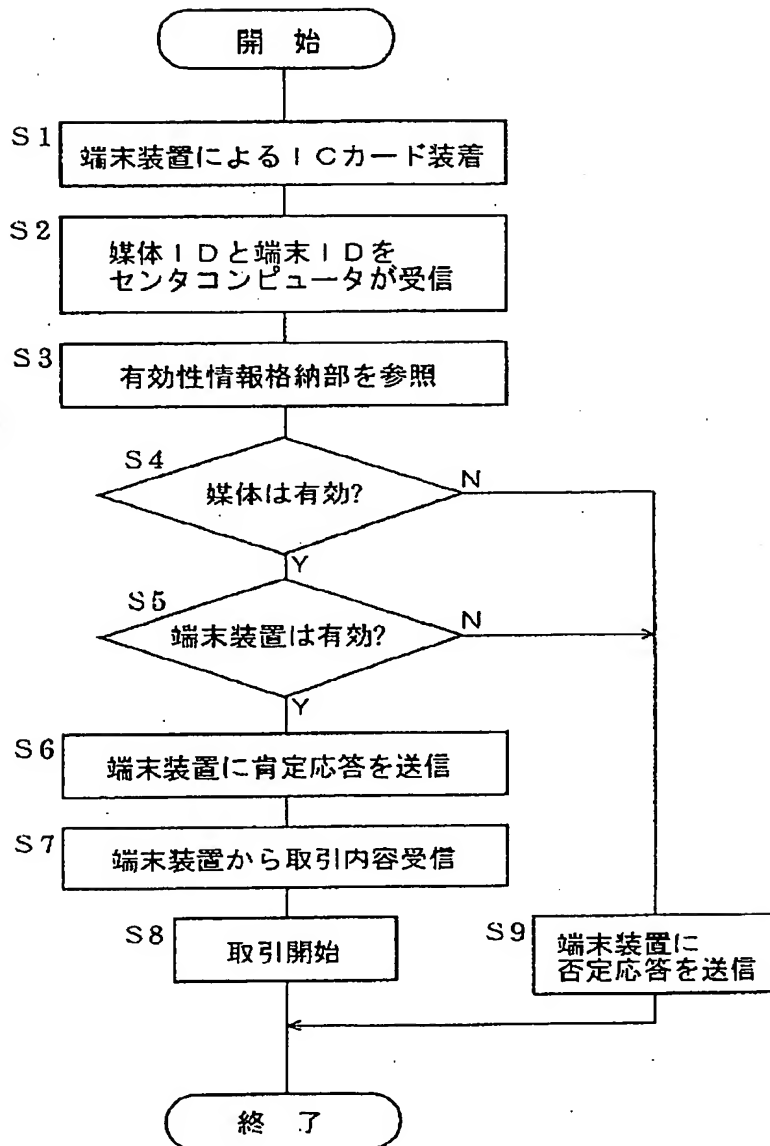 開 始
S1
端末装置によるICカード装着
S2
媒体IDと端末IDを
センタコンピュータが受信
S3
有効性情報格納部を参照
S4
媒体は有効?
N
Y
S5
端末装置は有効?
N
Y
S6
端末装置に肯定応答を送信
S7
端末装置から取引内容受信
S8
取引開始
S9
端末装置に
否定応答を送信
終 了